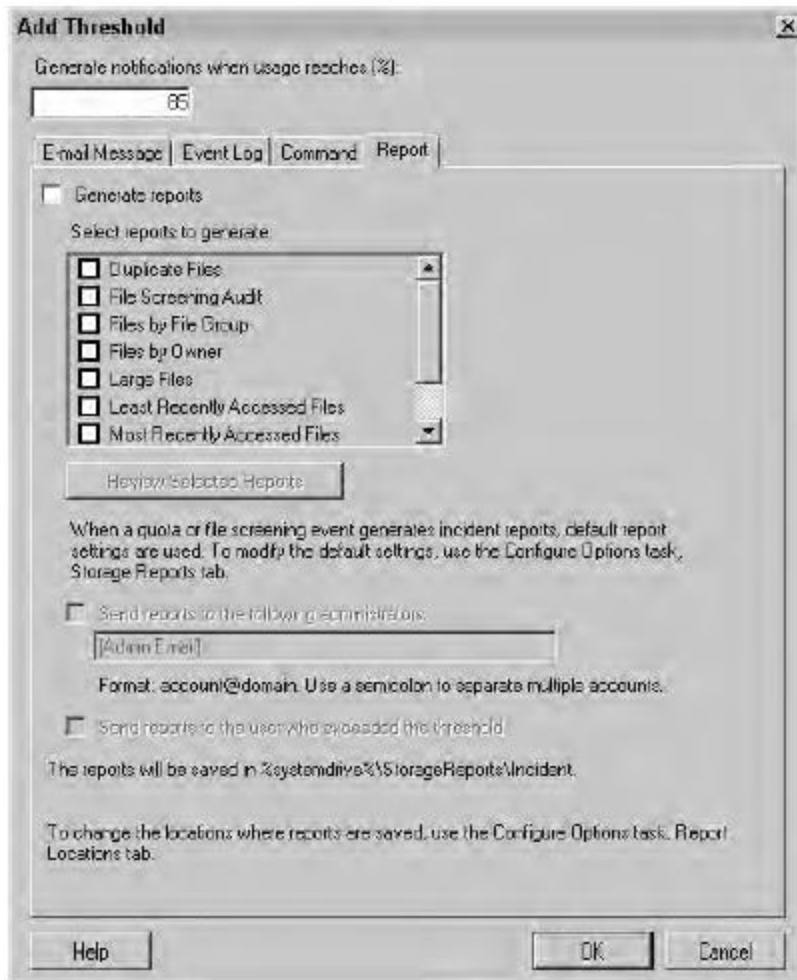 Add Threshold
Generate notifications when usage reaches (%):
85
E-mail Message Event Log Command Report
Generate reports
Select reports to generate:
Duplicate Files
File Screening Audit
Files by File Group
Files by Owner
Large Files
Least Recently Accessed Files
Most Recently Accessed Files
Review Selected Reports
When a quota or file screening event generates incident reports, default report
settings are used. To modify the default settings, use the Configure Options task,
Storage Reports tab.
Send reports to the following administrators:
[Admin Email]
Format: account@domain. Use a semicolon to separate multiple accounts.
Send reports to the user who exceeded the threshold
The reports will be saved in %systemdrive%\StorageReports\Incident.
To change the locations where reports are saved, use the Configure Options task, Report
Locations tab.
Help OK Cancel